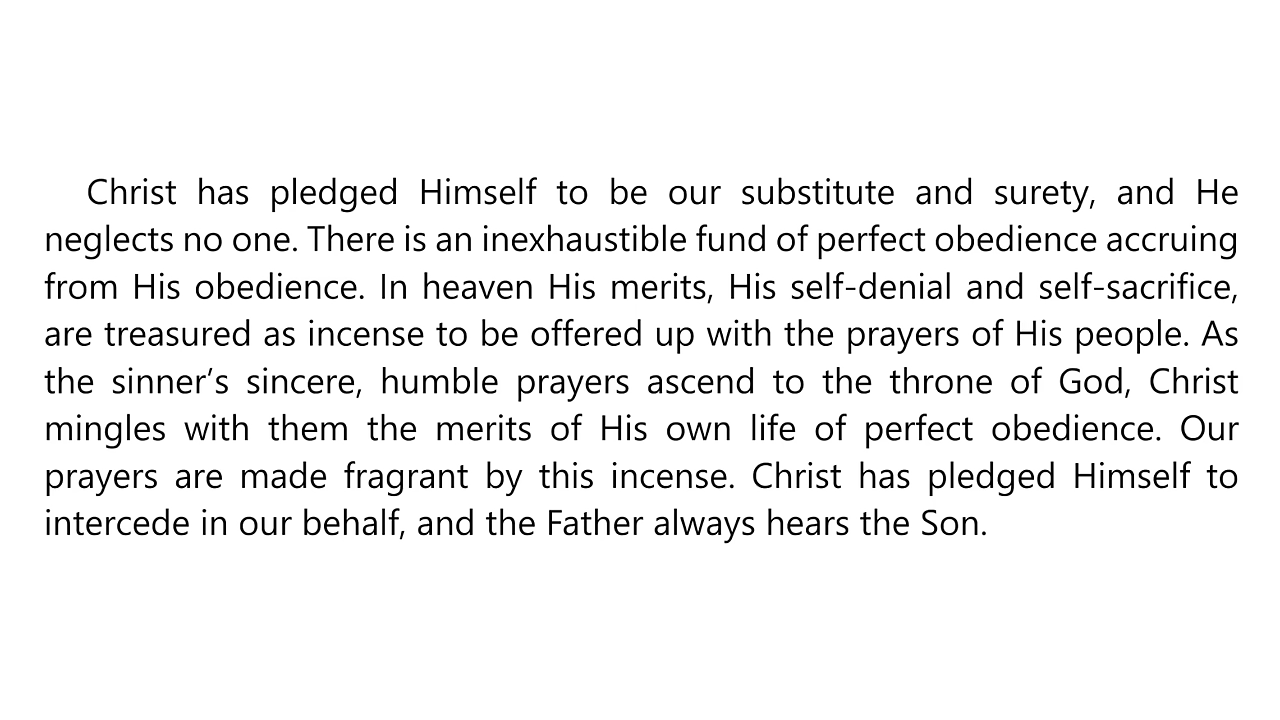 Christ has pledged Himself to be our substitute and surety, and He
neglects no one. There is an inexhaustible fund of perfect obedience accruing
from His obedience. In heaven His merits, His self-denial and self-sacrifice,
are treasured as incense to be offered up with the prayers of His people. As
the sinner’s sincere, humble prayers ascend to the throne of God, Christ
mingles with them the merits of His own life of perfect obedience. Our
prayers are made fragrant by this incense. Christ has pledged Himself to
intercede in our behalf, and the Father always hears the Son.